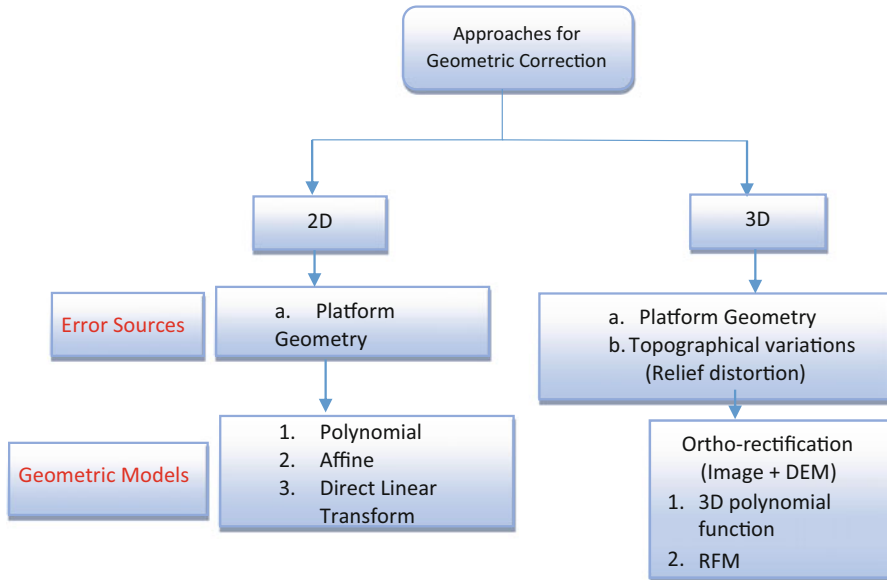 Approaches for
Geometric Correction
2D
3D
Error Sources
a. Platform
Geometry
a. Platform Geometry
b. Topographical variations
(Relief distortion)
Geometric Models
1. Polynomial
2. Affine
3. Direct Linear
Transform
Ortho-rectification
(Image + DEM)
1. 3D polynomial
function
2. RFM